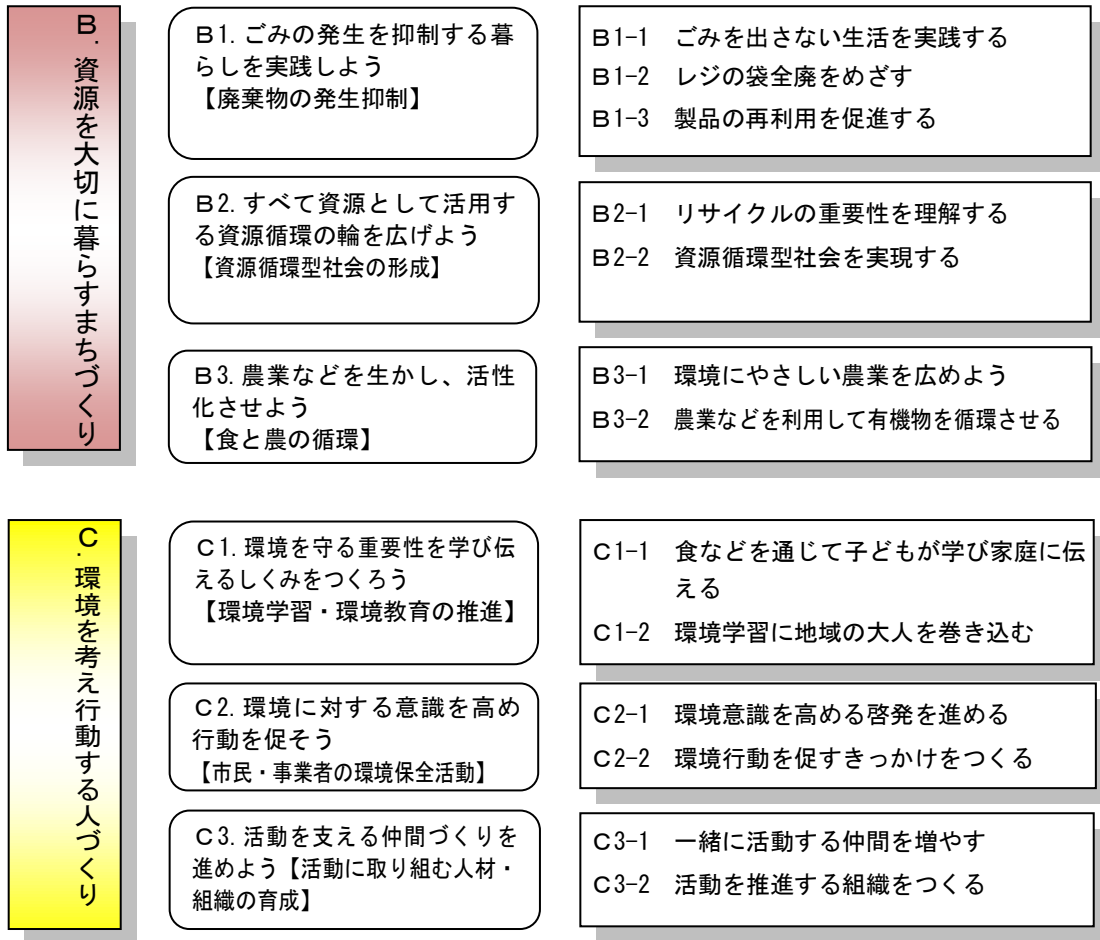 B.資源を大切に暮らすまちづくり
B1.ごみの発生を抑制する暮
らしを実践しよう
【廃棄物の発生抑制】
B1-1 ごみを出さない生活を実践する
B1-2 レジの袋全廃をめざす
B1-3 製品の再利用を促進する
B2.すべて資源として活用す
る資源循環の輪を広げよう
【資源循環型社会の形成】
B2-1 リサイクルの重要性を理解する
B2-2 資源循環型社会を実現する
B3.農業などを生かし、活性
化させよう
【食と農の循環】
B3-1 環境にやさしい農業を広めよう
B3-2 農業などを利用して有機物を循環させる
C.環境を考え行動する人づくり
C1.環境を守る重要性を学び伝
えるしくみをつくろう
【環境学習・環境教育の推進】
C1-1 食などを通じて子どもが学び家庭に伝
える
C1-2 環境学習に地域の大人を巻き込む
C2.環境に対する意識を高め
行動を促そう
【市民・事業者の環境保全活動】
C2-1 環境意識を高める啓発を進める
C2-2 環境行動を促すきっかけをつくる
C3.活動を支える仲間づくりを
進めよう【活動に取り組む人材・
組織の育成】
C3-1 一緒に活動する仲間を増やす
C3-2 活動を推進する組織をつくる